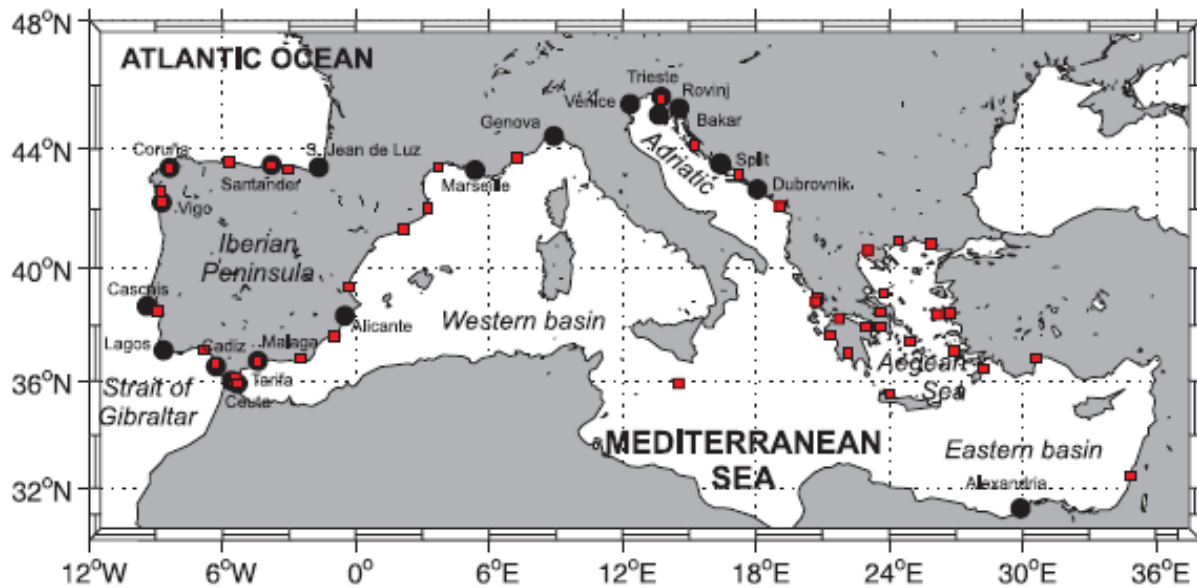 48°N
44°N
40°N
36°N
32°N
ATLANTIC OCEAN
Trieste
Rovinj
Venice
Bakar
Genova
Adriatic
Coruña
S. Jean de Luz
Santander
Marseille
Split
Dubrovnik
Vigo
Iberian
Peninsula
Cascais
Alicante
Western basin
Lagos
Cadiz
Malaga
Tarifa
Ceuta
Strait of
Gibraltar
Aegean
Sea
MEDITERRANEAN
SEA
Eastern basin
Alexandria
12°W
6°W
0°
6°E
12°E
18°E
24°E
30°E
36°E